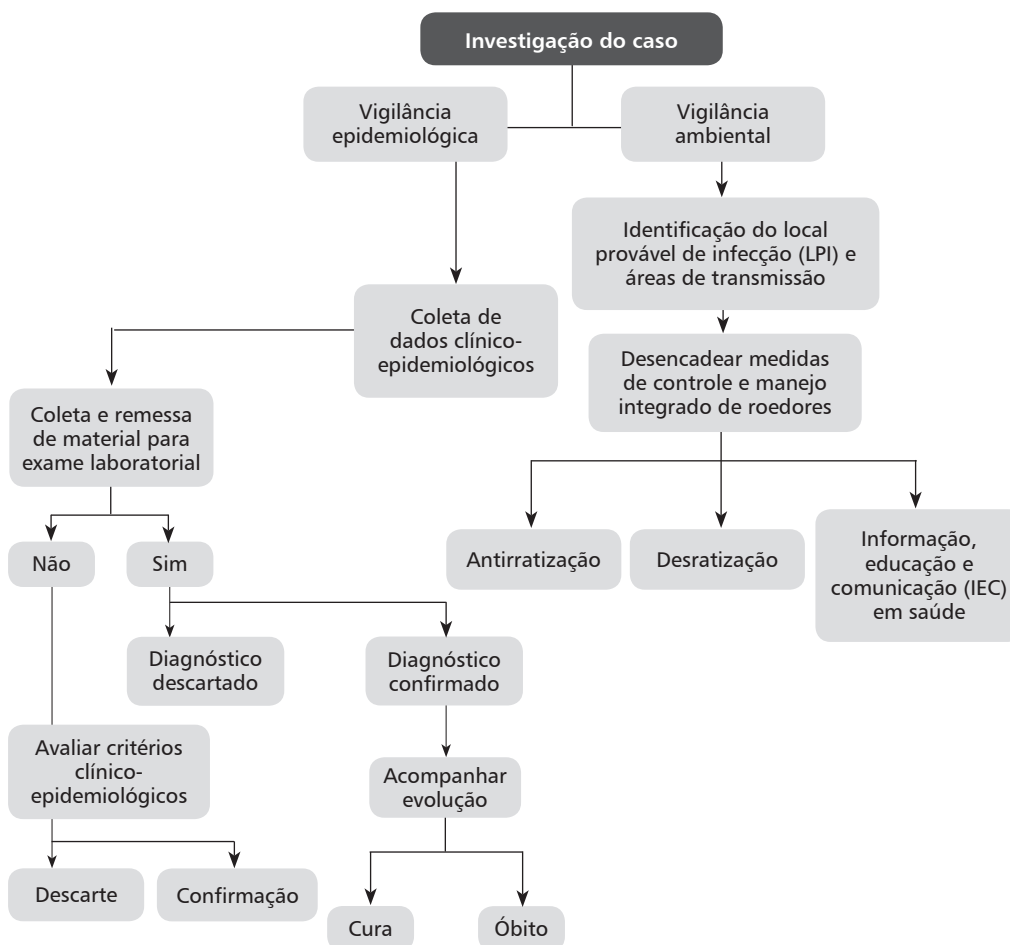 Investigação do caso
Vigilância
epidemiológica
Vigilância
ambiental
Identificação do local
provável de infecção (LPI) e
áreas de transmissão
Coleta de
dados clínico-
epidemiológicos
Desencadear medidas
de controle e manejo
integrado de roedores
Coleta e remessa
de material para
exame laboratorial
Não
Sim
Antirratização
Desratização
Informação,
educação e
comunicação (IEC)
em saúde
Diagnóstico
descartado
Diagnóstico
confirmado
Avaliar critérios
clínico-
epidemiológicos
Acompanhar
evolução
Descarte
Confirmação
Cura
Óbito